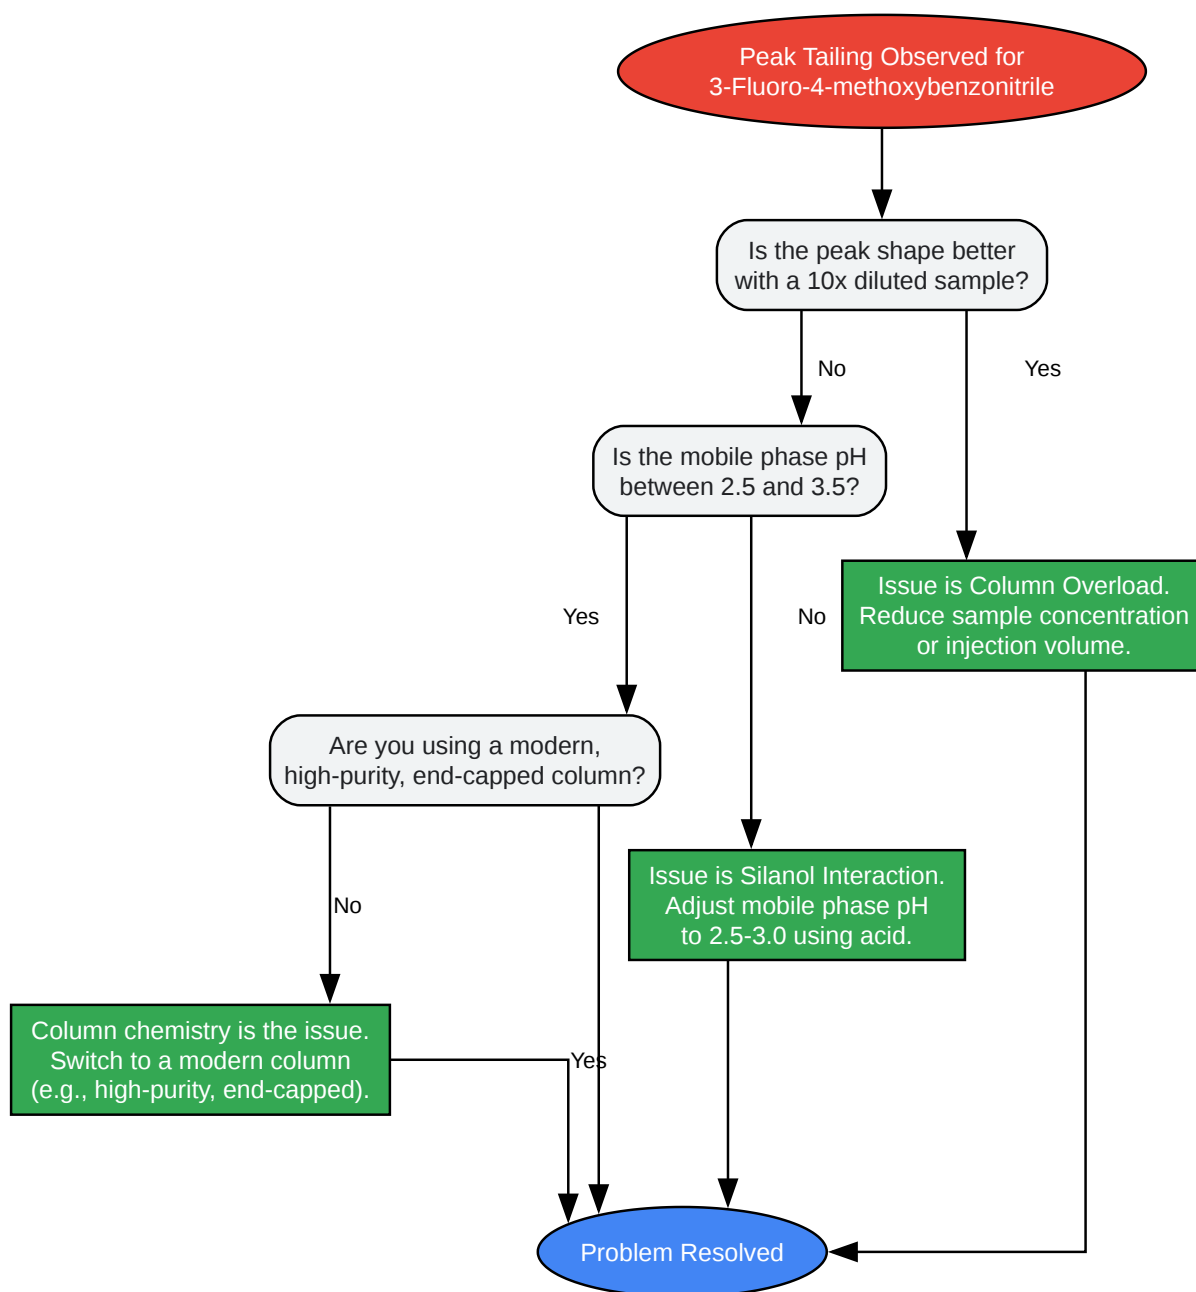 Peak Tailing Observed for
3-Fluoro-4-methoxybenzonitrile
Is the peak shape better
with a 10x diluted sample?
No
Yes
Is the mobile phase pH
between 2.5 and 3.5?
Issue is Column Overload.
Reduce sample concentration
or injection volume.
Yes
No
Are you using a modern,
high-purity, end-capped column?
Issue is Silanol Interaction.
Adjust mobile phase pH
to 2.5-3.0 using acid.
No
Column chemistry is the issue.
Switch to a modern column
(e.g., high-purity, end-capped).
Yes
Problem Resolved